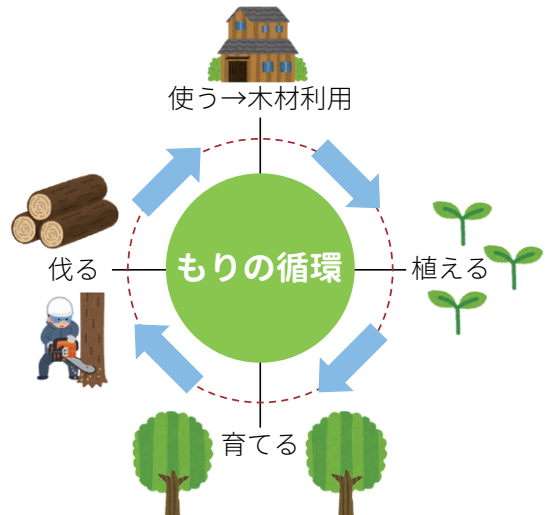 使う→木材利用
もりの循環
伐る
植える
育てる